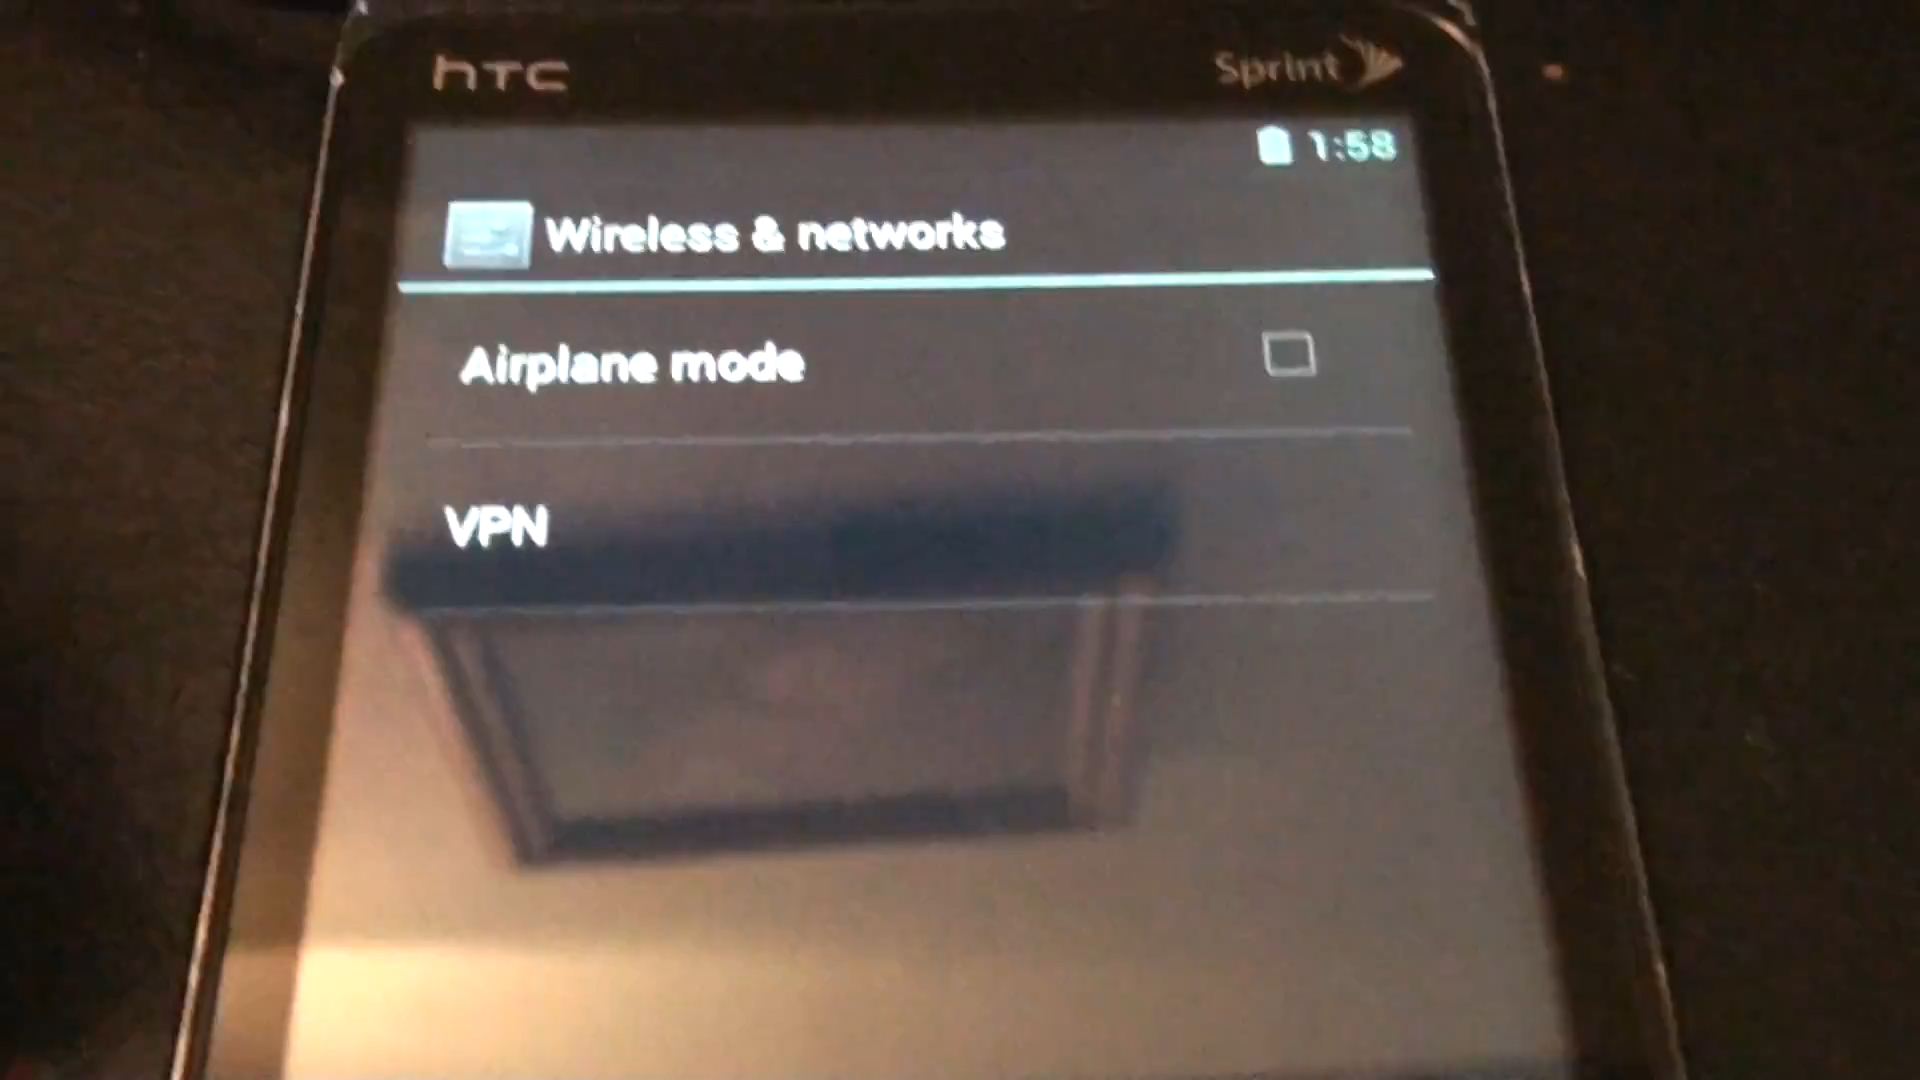 hTC Sprint
1:58
Wireless & networks
Airplane mode
VPN